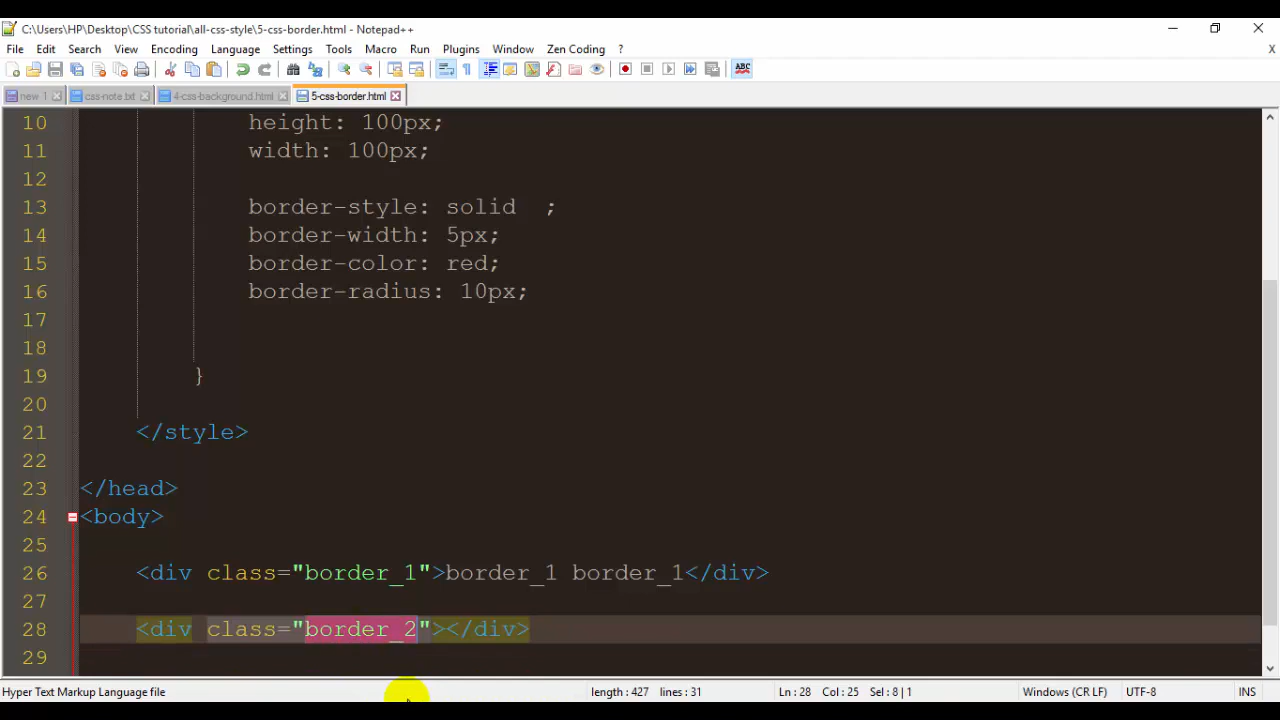 C:\Users\HP\Desktop\CSS tutorial\all-css-style\5-css-border.html - Notepad++
File Edit Search View Encoding Language Settings Tools Macro Run Plugins Window Zen Coding ? X
ABC
new 1 css-note.txt 4-css-background.html 5-css-border.html
10 height: 100px;
11 width: 100px;
12
13 border-style: solid  ;
14 border-width: 5px;
15 border-color: red;
16 border-radius: 10px;
17
18
19 }
20
21 </style>
22
23 </head>
24 <body>
25
26 <div class="border_1">border_1 border_1</div>
27
28 <div class="border_2"></div>
29
Hyper Text Markup Language file length : 427 lines : 31 Ln : 28 Col : 25 Sel : 8 | 1 Windows (CR LF) UTF-8 INS